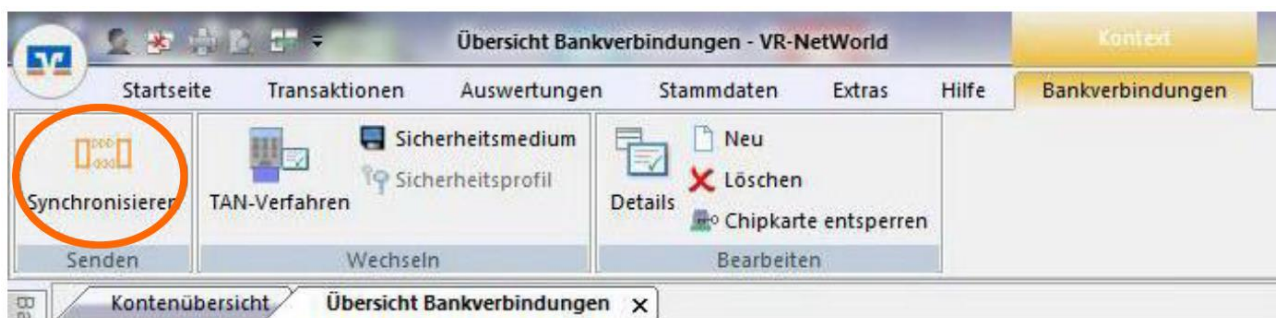 Übersicht Bankverbindungen - VR-NetWorld
Kontext
Startseite Transaktionen Auswertungen Stammdaten Extras Hilfe Bankverbindungen
Synchronisieren
TAN-Verfahren
Sicherheitsmedium
Sicherheitsprofil
Details
Neu
Löschen
Chipkarte entsperren
Senden Wechseln Bearbeiten
Kontenübersicht Übersicht Bankverbindungen x